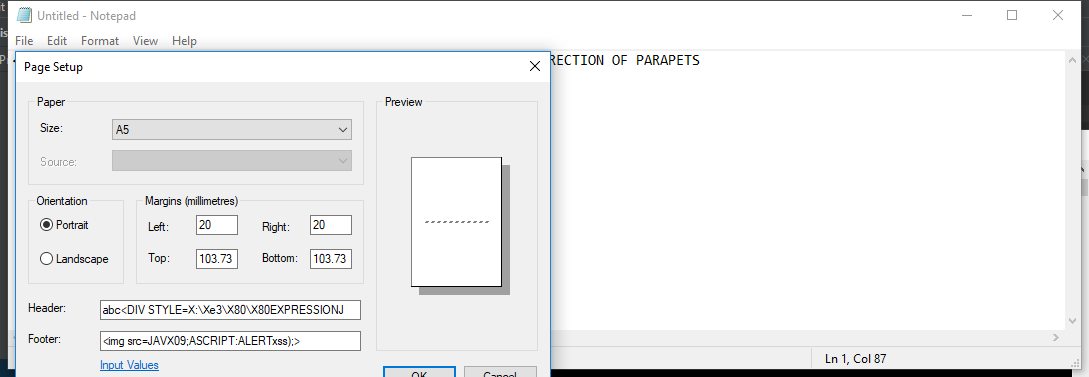 Untitled - Notepad
File Edit Format View Help
RECTION OF PARAPETS
Page Setup
Paper
Size: A5
Source:
Preview
Orientation
Portrait
Landscape
Margins (millimetres)
Left: 20 Right: 20
Top: 103.73 Bottom: 103.73
Header: abc<DIV STYLE=X:\Xe3\X80\X80EXPRESSIONJ
Footer: <img src=JAVX09;ASCRIPT:ALERTxss);>
Input Values
OK Cancel
Ln 1, Col 87